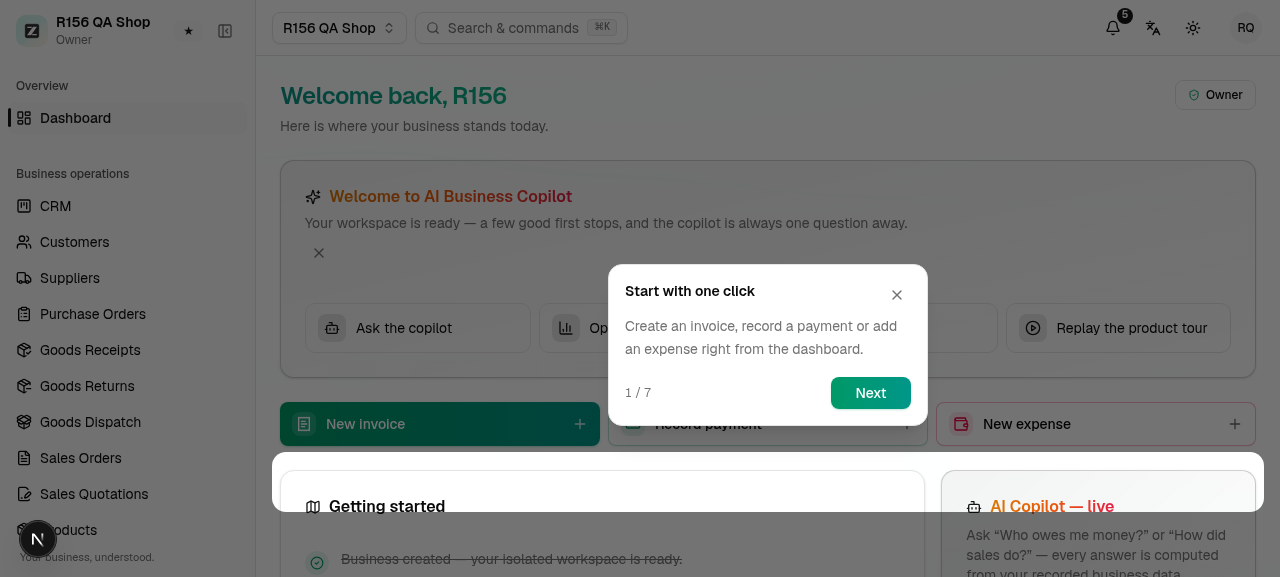 R156 QA Shop
Owner
R156 QA Shop
Search & commands
⌘K
5
RQ
Overview
Dashboard
Business operations
CRM
Customers
Suppliers
Purchase Orders
Goods Receipts
Goods Returns
Goods Dispatch
Sales Orders
Sales Quotations
N
Your business, understood.
Welcome back, R156
Here is where your business stands today.
Owner
Welcome to AI Business Copilot
Your workspace is ready — a few good first stops, and the copilot is always one question away.
Ask the copilot
Replay the product tour
Start with one click
Create an invoice, record a payment or add
an expense right from the dashboard.
1 / 7
Next
New invoice
Record payment
New expense
Getting started
Business created — your isolated workspace is ready.
AI Copilot — live
Ask “Who owes me money?” or “How did
sales do?” — every answer is computed
from your recorded business data